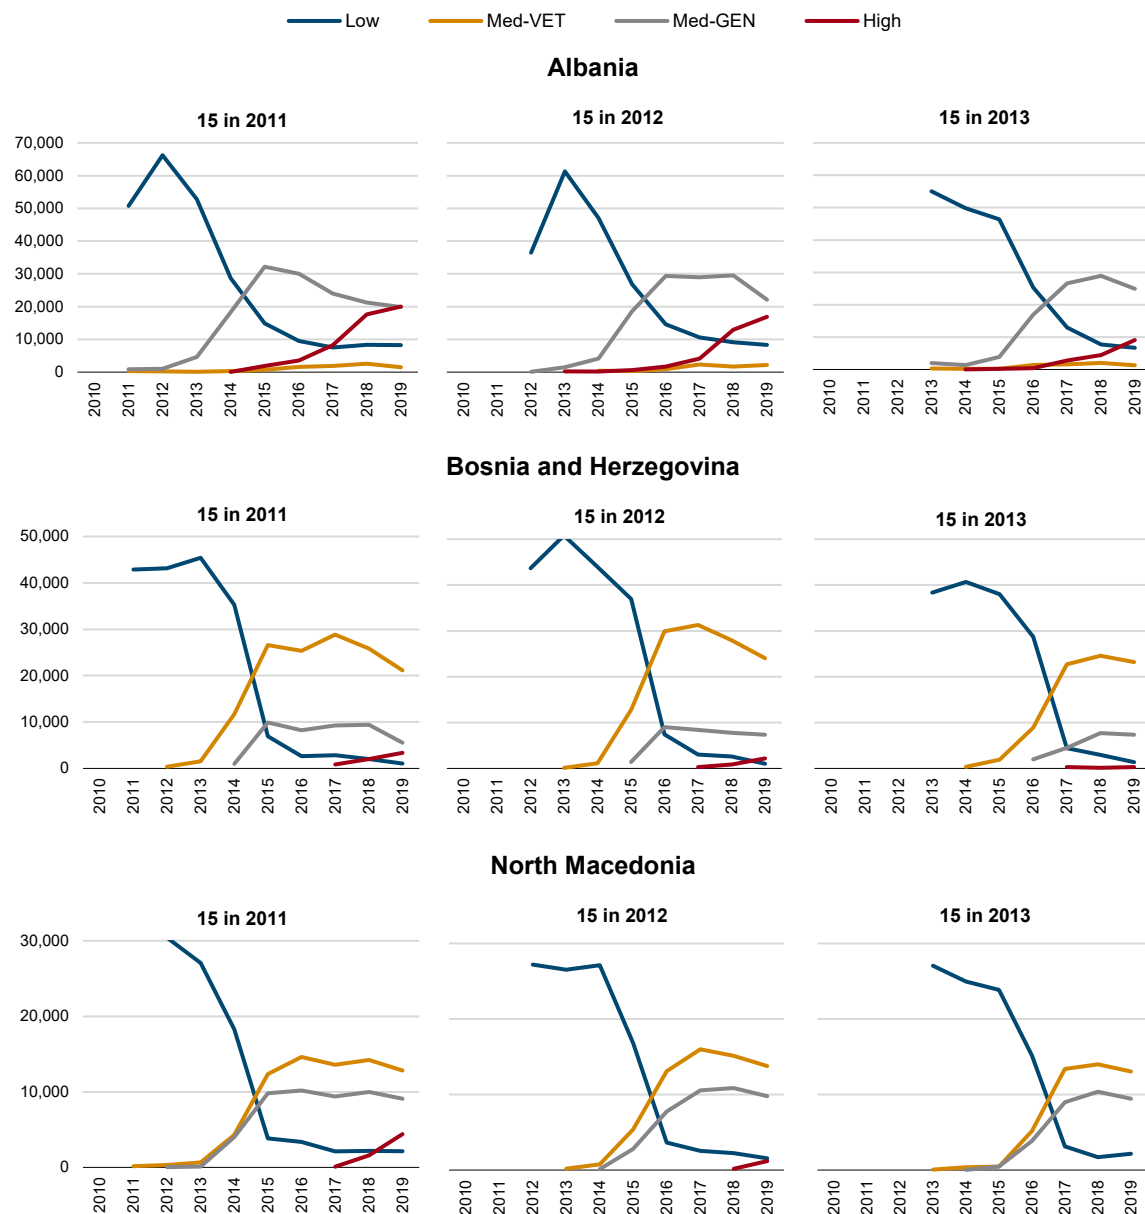 Low Med-VET Med-GEN High
Albania
15 in 2011 15 in 2012 15 in 2013
70,000
60,000
50,000
40,000
30,000
20,000
10,000
0
2010 2011 2012 2013 2014 2015 2016 2017 2018 2019 2010 2011 2012 2013 2014 2015 2016 2017 2018 2019 2010 2011 2012 2013 2014 2015 2016 2017 2018 2019
Bosnia and Herzegovina
15 in 2011 15 in 2012 15 in 2013
50,000
40,000
30,000
20,000
10,000
0
2010 2011 2012 2013 2014 2015 2016 2017 2018 2019 2010 2011 2012 2013 2014 2015 2016 2017 2018 2019 2010 2011 2012 2013 2014 2015 2016 2017 2018 2019
North Macedonia
15 in 2011 15 in 2012 15 in 2013
30,000
20,000
10,000
0
2010 2011 2012 2013 2014 2015 2016 2017 2018 2019 2010 2011 2012 2013 2014 2015 2016 2017 2018 2019 2010 2011 2012 2013 2014 2015 2016 2017 2018 2019